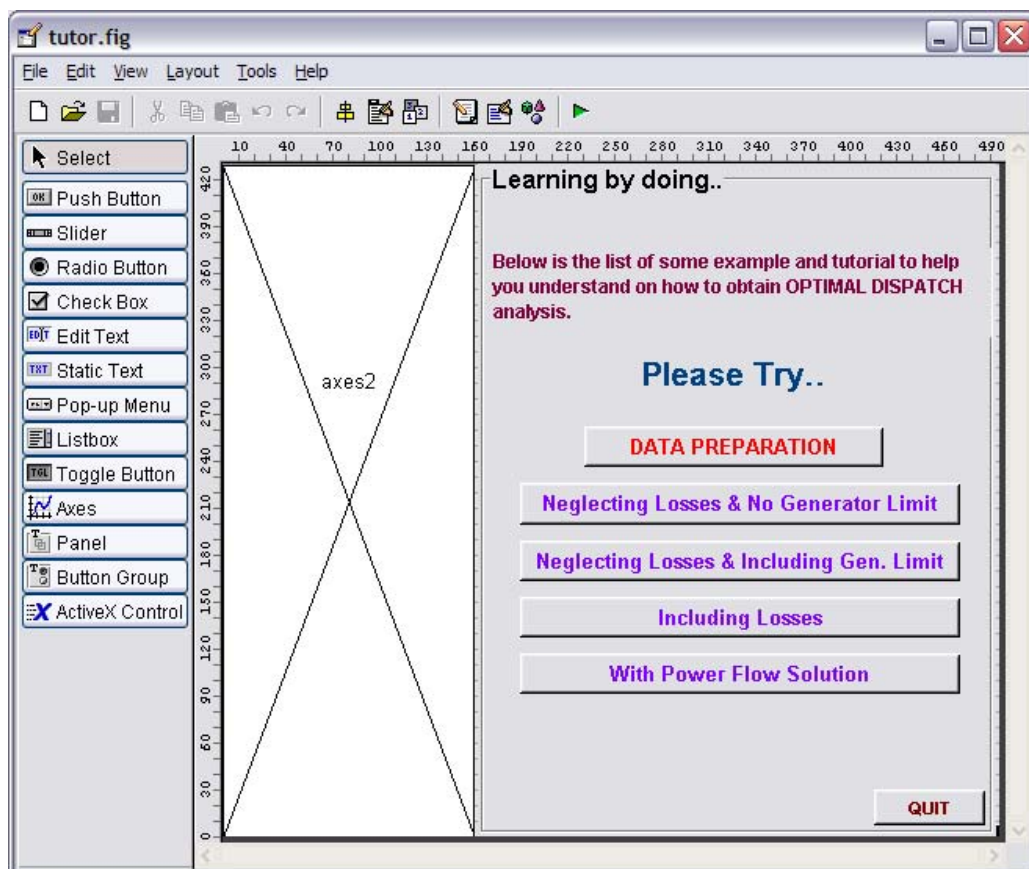 tutor.fig
File Edit View Layout Tools Help
Select
Push Button
Slider
Radio Button
Check Box
EDIT Edit Text
TXT Static Text
Pop-up Menu
Listbox
TGL Toggle Button
Axes
Panel
Button Group
ActiveX Control
10 40 70 100 130 160 190 220 250 280 310 340 370 400 430 460 490
420
390
360
330
300
270
240
210
180
150
120
90
60
30
0
axes2
Learning by doing..
Below is the list of some example and tutorial to help
you understand on how to obtain OPTIMAL DISPATCH
analysis.
Please Try..
DATA PREPARATION
Neglecting Losses & No Generator Limit
Neglecting Losses & Including Gen. Limit
Including Losses
With Power Flow Solution
QUIT